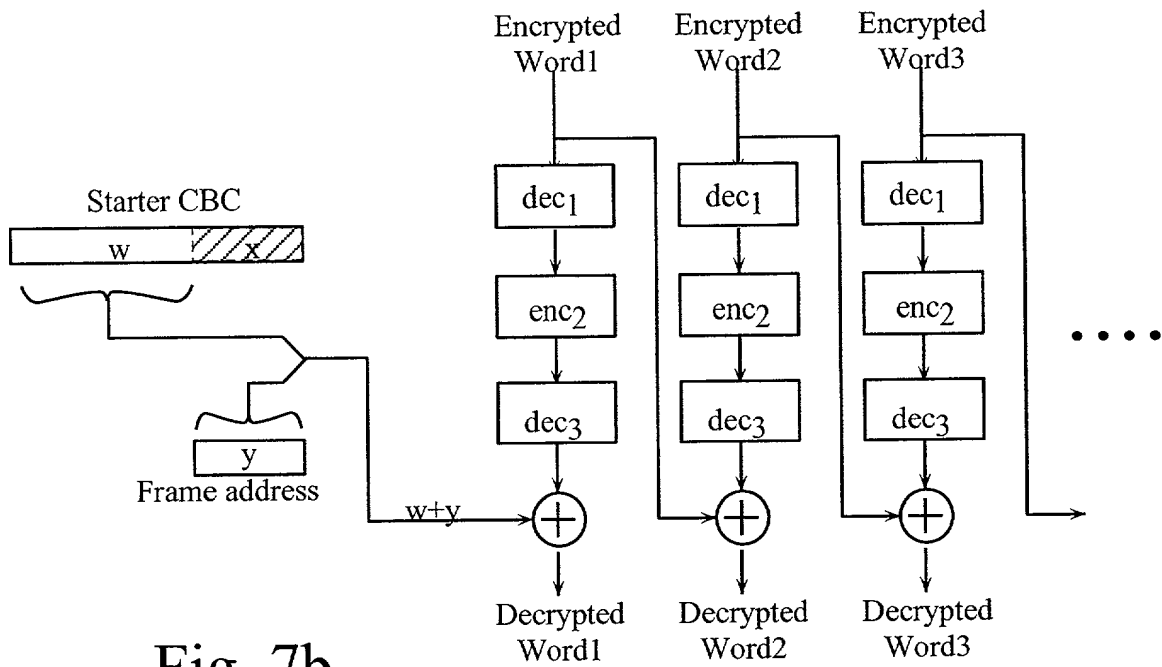 Encrypted
Word1
Encrypted
Word2
Encrypted
Word3
Starter CBC
w
x
dec1
dec1
dec1
enc2
enc2
enc2
dec3
dec3
dec3
y
Frame address
w+y
Decrypted
Word1
Decrypted
Word2
Decrypted
Word3
Fig. 7b